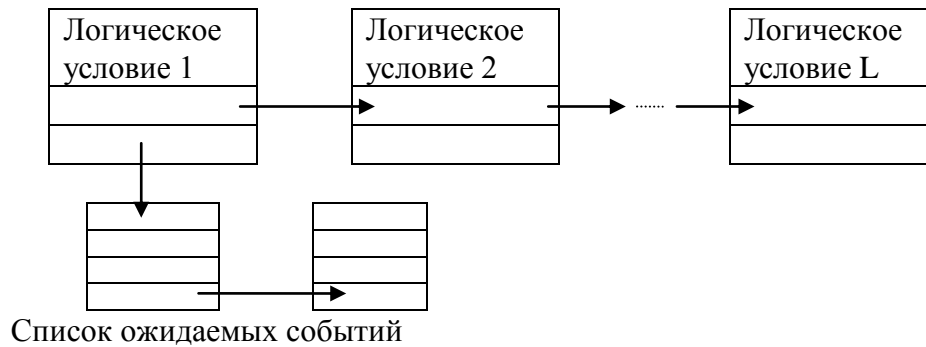 Логическое
условие 1
Логическое
условие 2
Логическое
условие L
.......
Список ожидаемых событий